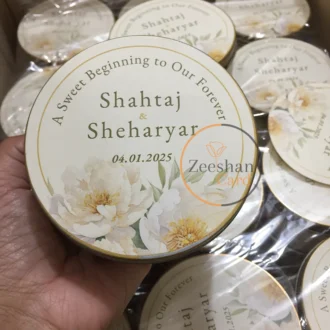 A Sweet Beginning to Our Forever
Shahtaj
&
Sheharyar
04.01.2025
Zeeshan